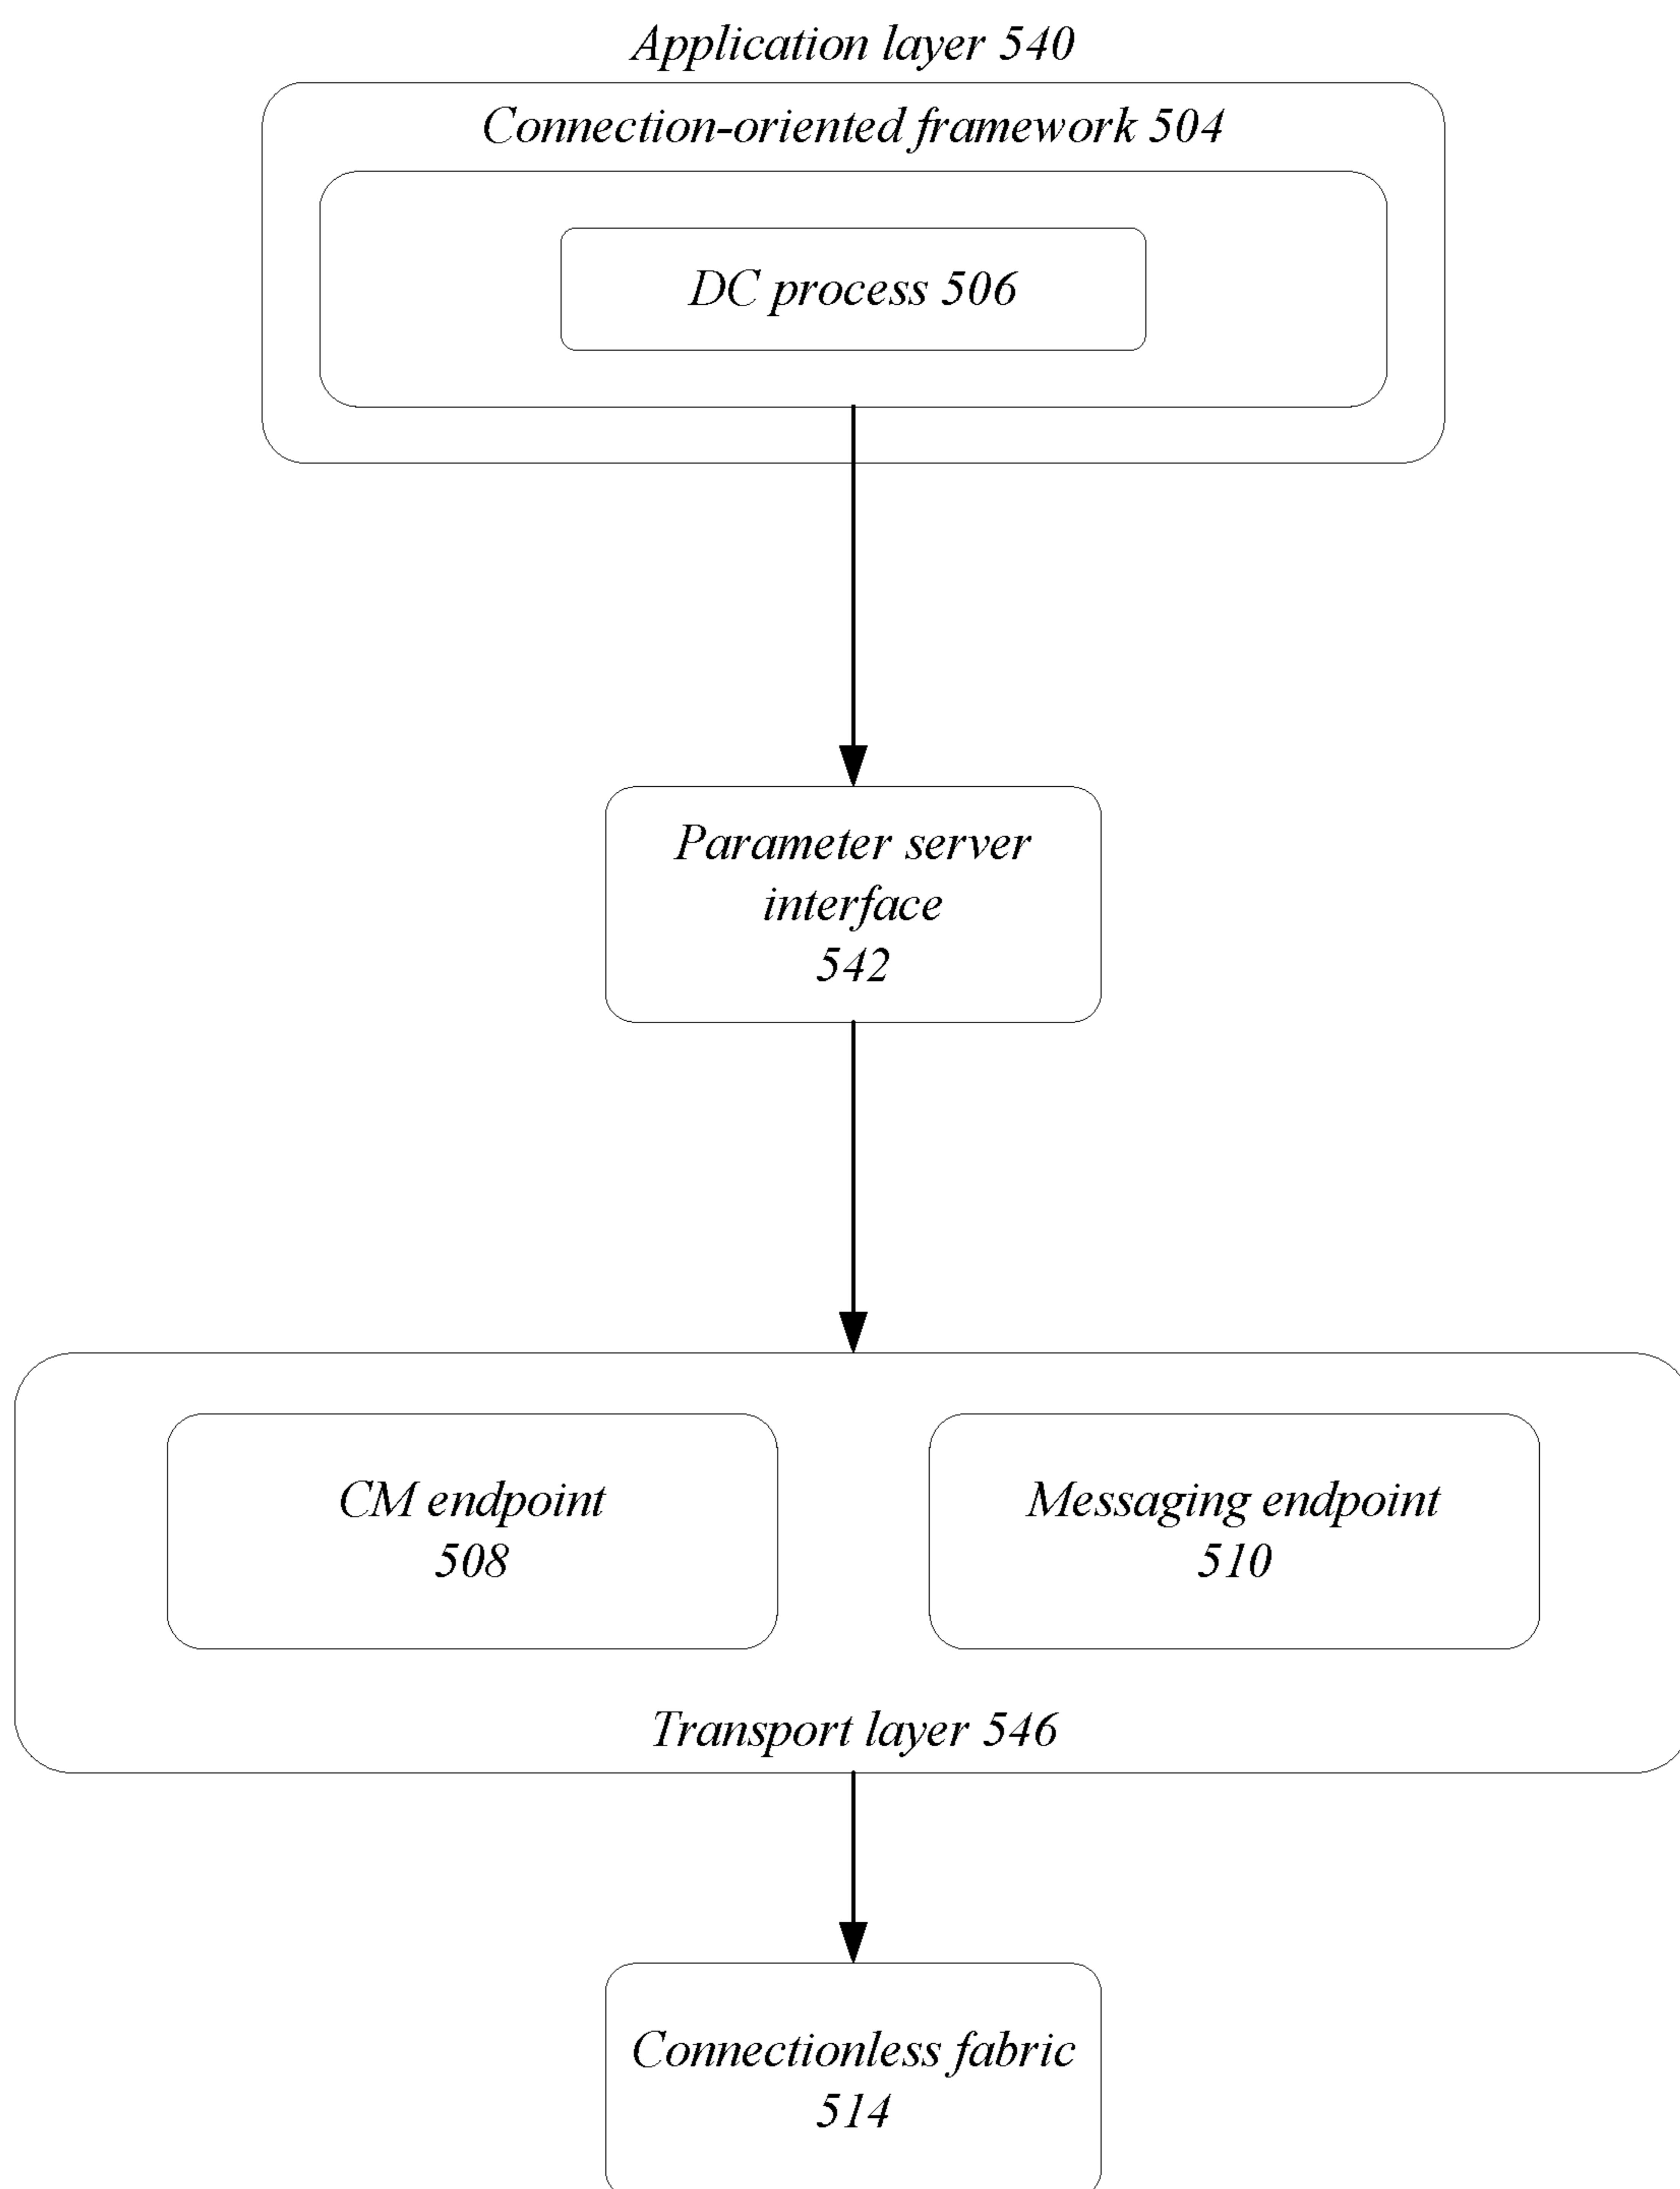 Application layer 540
Connection-oriented framework 504
DC process 506
Parameter server
interface
542
CM endpoint
508
Messaging endpoint
510
Transport layer 546
Connectionless fabric
514